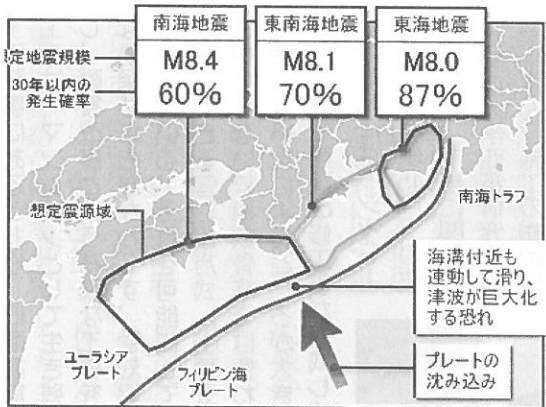 南海地震
東南海地震
東海地震
定地震規模
M8.4
M8.1
M8.0
30年以内の
発生確率
60%
70%
87%
想定震源域
南海トラフ
海溝付近も
連動して滑り、
津波が巨大化
する恐れ
ユーラシア
プレート
フィリピン海
プレート
プレートの
沈み込み